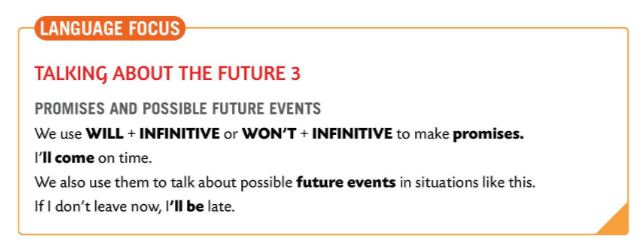 LANGUAGE FOCUS
TALKING ABOUT THE FUTURE 3
PROMISES AND POSSIBLE FUTURE EVENTS
We use WILL + INFINITIVE or WON'T + INFINITIVE to make promises.
I'll come on time.
We also use them to talk about possible future events in situations like this.
If I don't leave now, I'll be late.